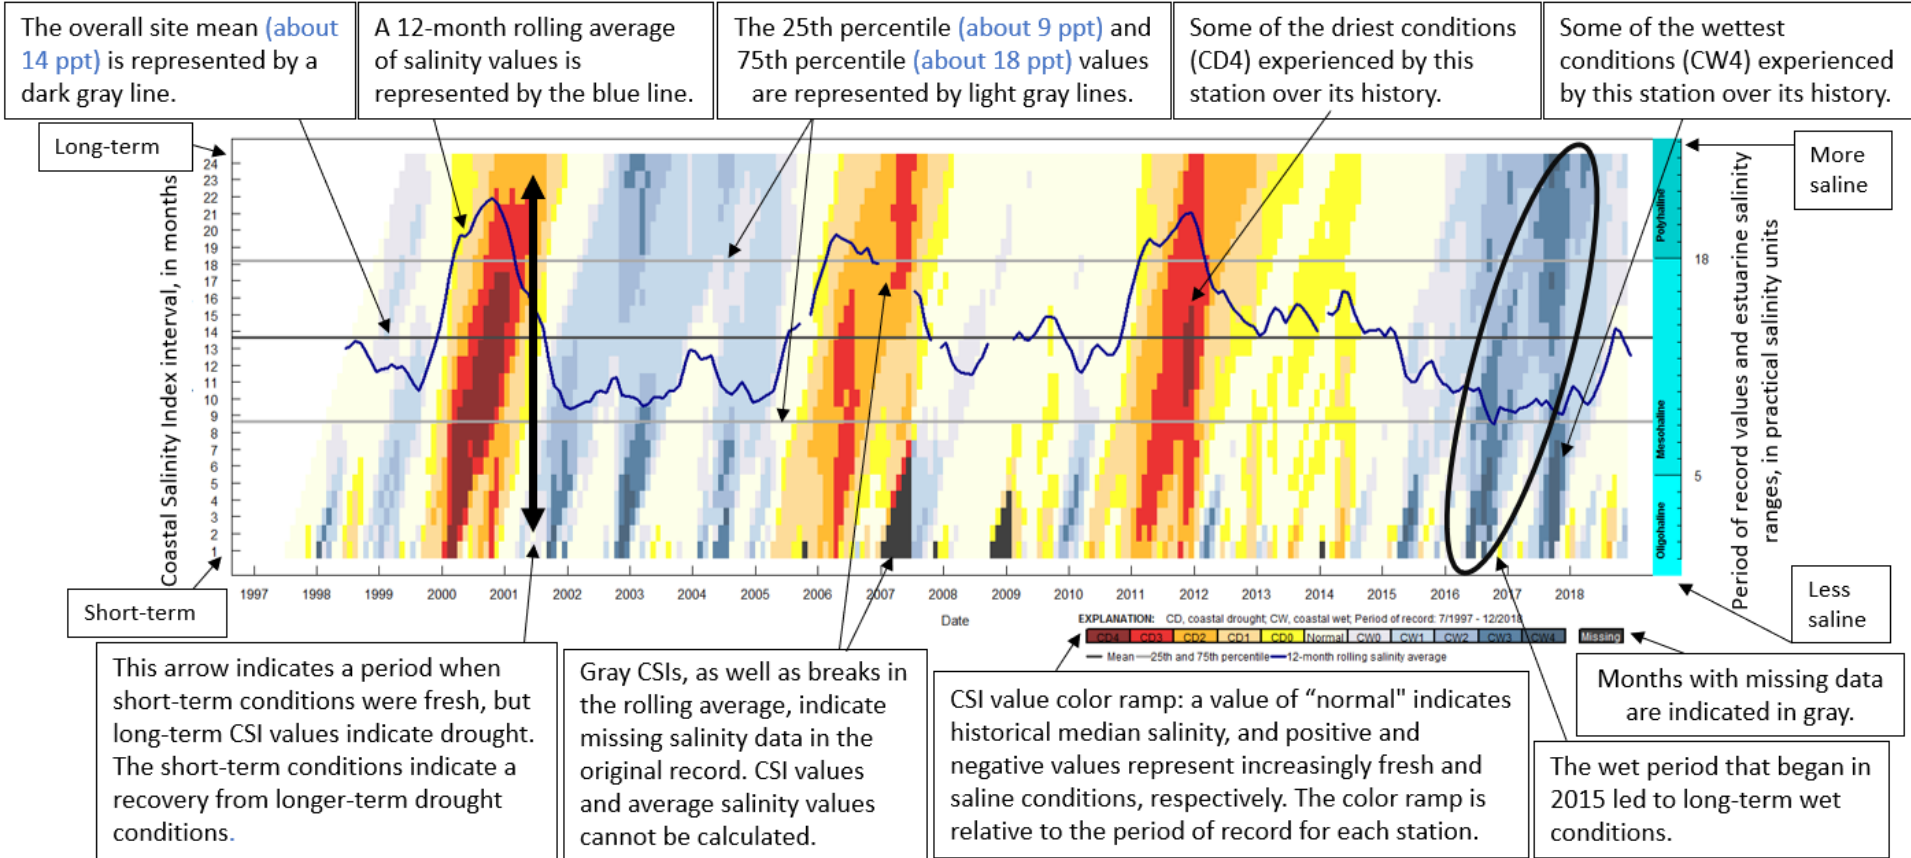 The overall site mean (about
14 ppt) is represented by a
dark gray line.
A 12-month rolling average
of salinity values is
represented by the blue line.
The 25th percentile (about 9 ppt) and
75th percentile (about 18 ppt) values
are represented by light gray lines.
Some of the driest conditions
(CD4) experienced by this
station over its history.
Some of the wettest
conditions (CW4) experienced
by this station over its history.
Long-term
Short-term
Coastal Salinity Index interval, in months
24
23
22
21
20
19
18
17
16
15
14
13
12
11
10
9
8
7
6
5
4
3
2
1
1997 1998 1999 2000 2001 2002 2003 2004 2005 2006 2007 2008 2009 2010 2011 2012 2013 2014 2015 2016 2017 2018
Date
Polyhaline
Mesohaline
Oligohaline
18
5
Period of record values and estuarine salinity
ranges, in practical salinity units
More
saline
Less
saline
EXPLANATION: CD, coastal drought; CW, coastal wet; Period of record: 7/1997 - 12/2018
CD4 CD3 CD2 CD1 CD0 Normal CW0 CW1 CW2 CW3 CW4 Missing
Mean 25th and 75th percentile 12-month rolling salinity average
This arrow indicates a period when
short-term conditions were fresh, but
long-term CSI values indicate drought.
The short-term conditions indicate a
recovery from longer-term drought
conditions.
Gray CSIs, as well as breaks in
the rolling average, indicate
missing salinity data in the
original record. CSI values
and average salinity values
cannot be calculated.
CSI value color ramp: a value of “normal" indicates
historical median salinity, and positive and
negative values represent increasingly fresh and
saline conditions, respectively. The color ramp is
relative to the period of record for each station.
Months with missing data
are indicated in gray.
The wet period that began in
2015 led to long-term wet
conditions.